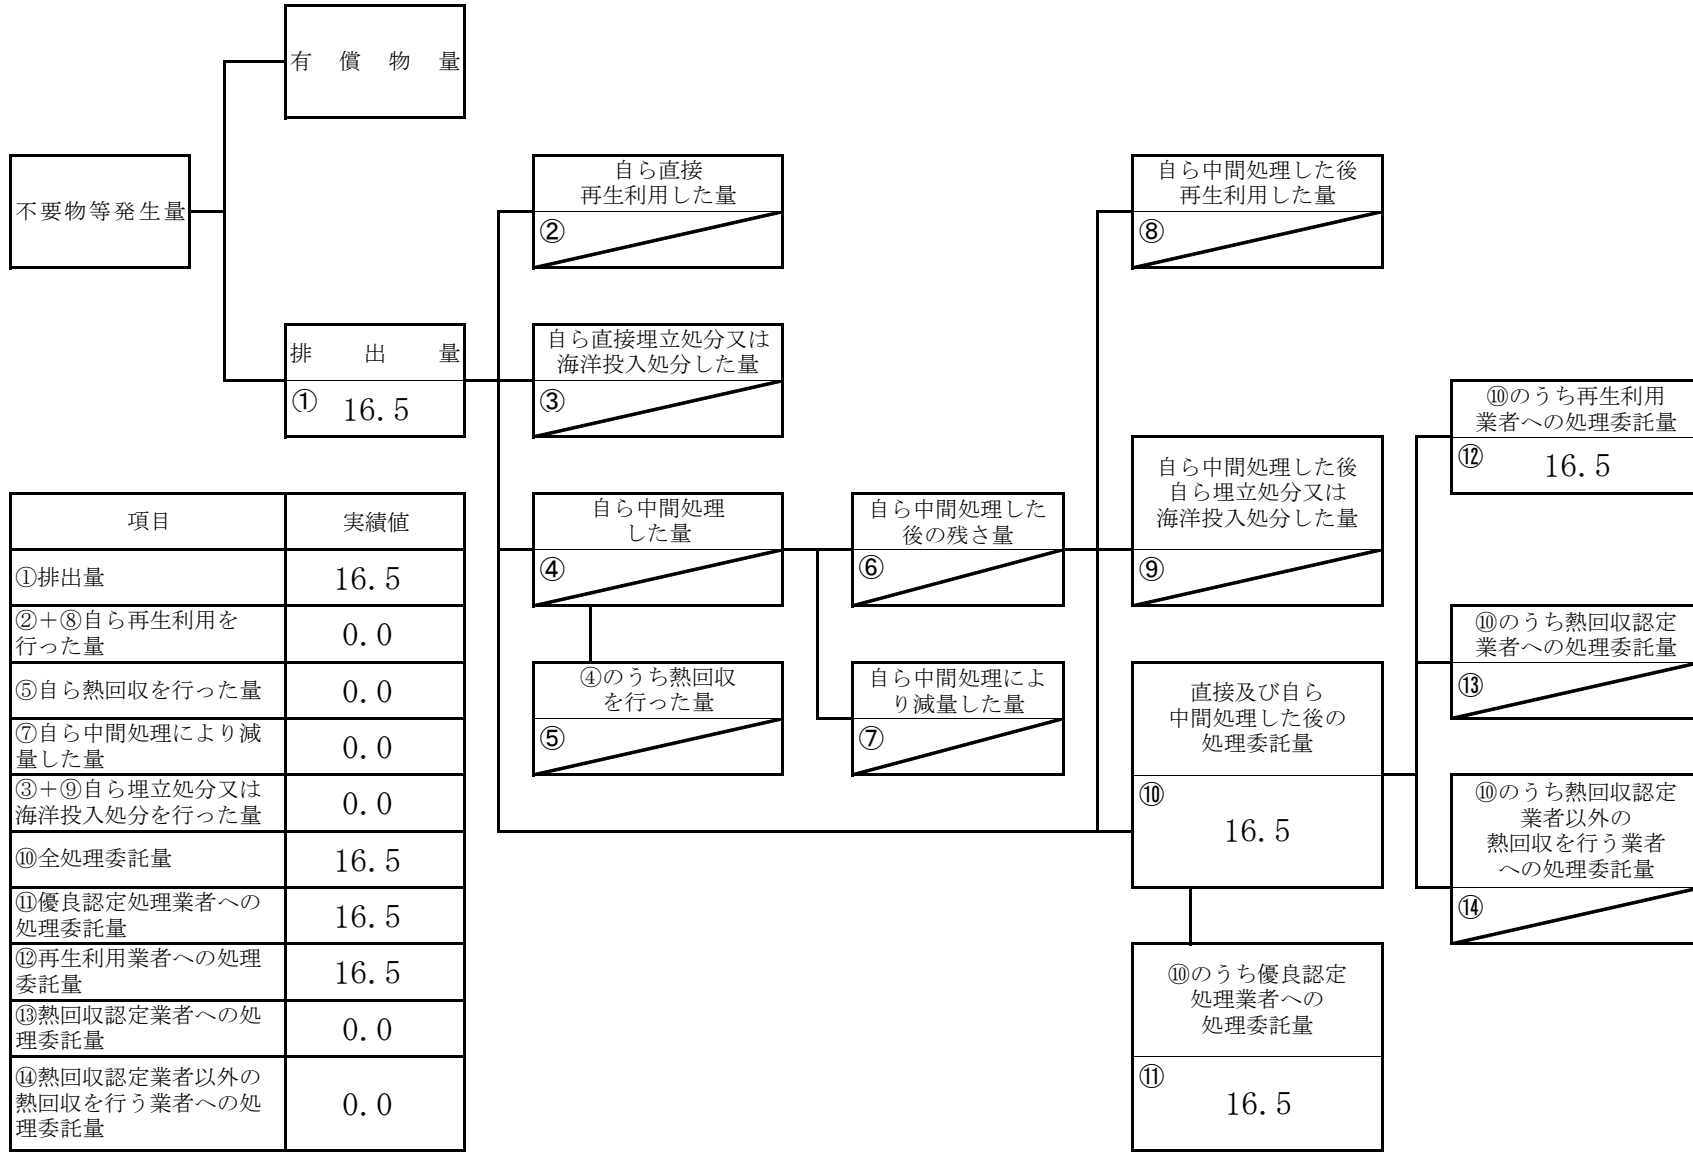 有償物量
不要物等発生量
排出量
① 16.5
自ら直接
再生利用した量
②
自ら直接埋立処分又は
海洋投入処分した量
③
自ら中間処理
した量
④
④のうち熱回収
を行った量
⑤
自ら中間処理した
後の残さ量
⑥
自ら中間処理によ
り減量した量
⑦
自ら中間処理した後
再生利用した量
⑧
自ら中間処理した後
自ら埋立処分又は
海洋投入処分した量
⑨
直接及び自ら
中間処理した後の
処理委託量
⑩
16.5
⑩のうち優良認定
処理業者への
処理委託量
⑪
16.5
⑩のうち再生利用
業者への処理委託量
⑫ 16.5
⑩のうち熱回収認定
業者への処理委託量
⑬
⑩のうち熱回収認定
業者以外の
熱回収を行う業者
への処理委託量
⑭
項目 実績値
①排出量 16.5
②+⑧自ら再生利用を
行った量 0.0
⑤自ら熱回収を行った量 0.0
⑦自ら中間処理により減
量した量 0.0
③+⑨自ら埋立処分又は
海洋投入処分を行った量 0.0
⑩全処理委託量 16.5
⑪優良認定処理業者への
処理委託量 16.5
⑫再生利用業者への処理
委託量 16.5
⑬熱回収認定業者への処
理委託量 0.0
⑭熱回収認定業者以外の
熱回収を行う業者への処
理委託量 0.0